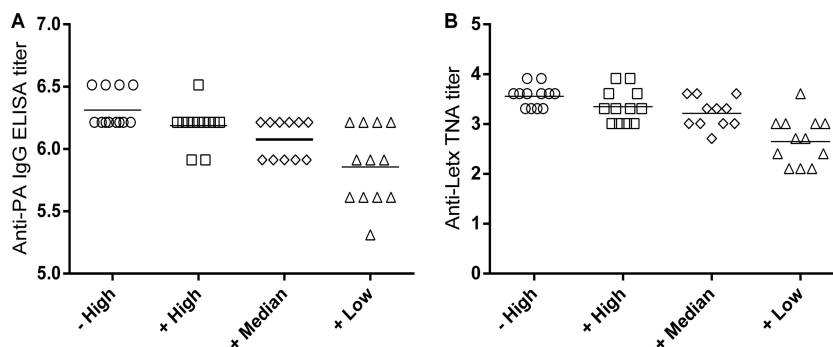 A
Anti-PA IgG ELISA titer
7.0
6.5
6.0
5.5
5.0
- High
+ High
+ Median
+ Low
B
Anti-Letx TNA titer
5
4
3
2
1
0
- High
+ High
+ Median
+ Low